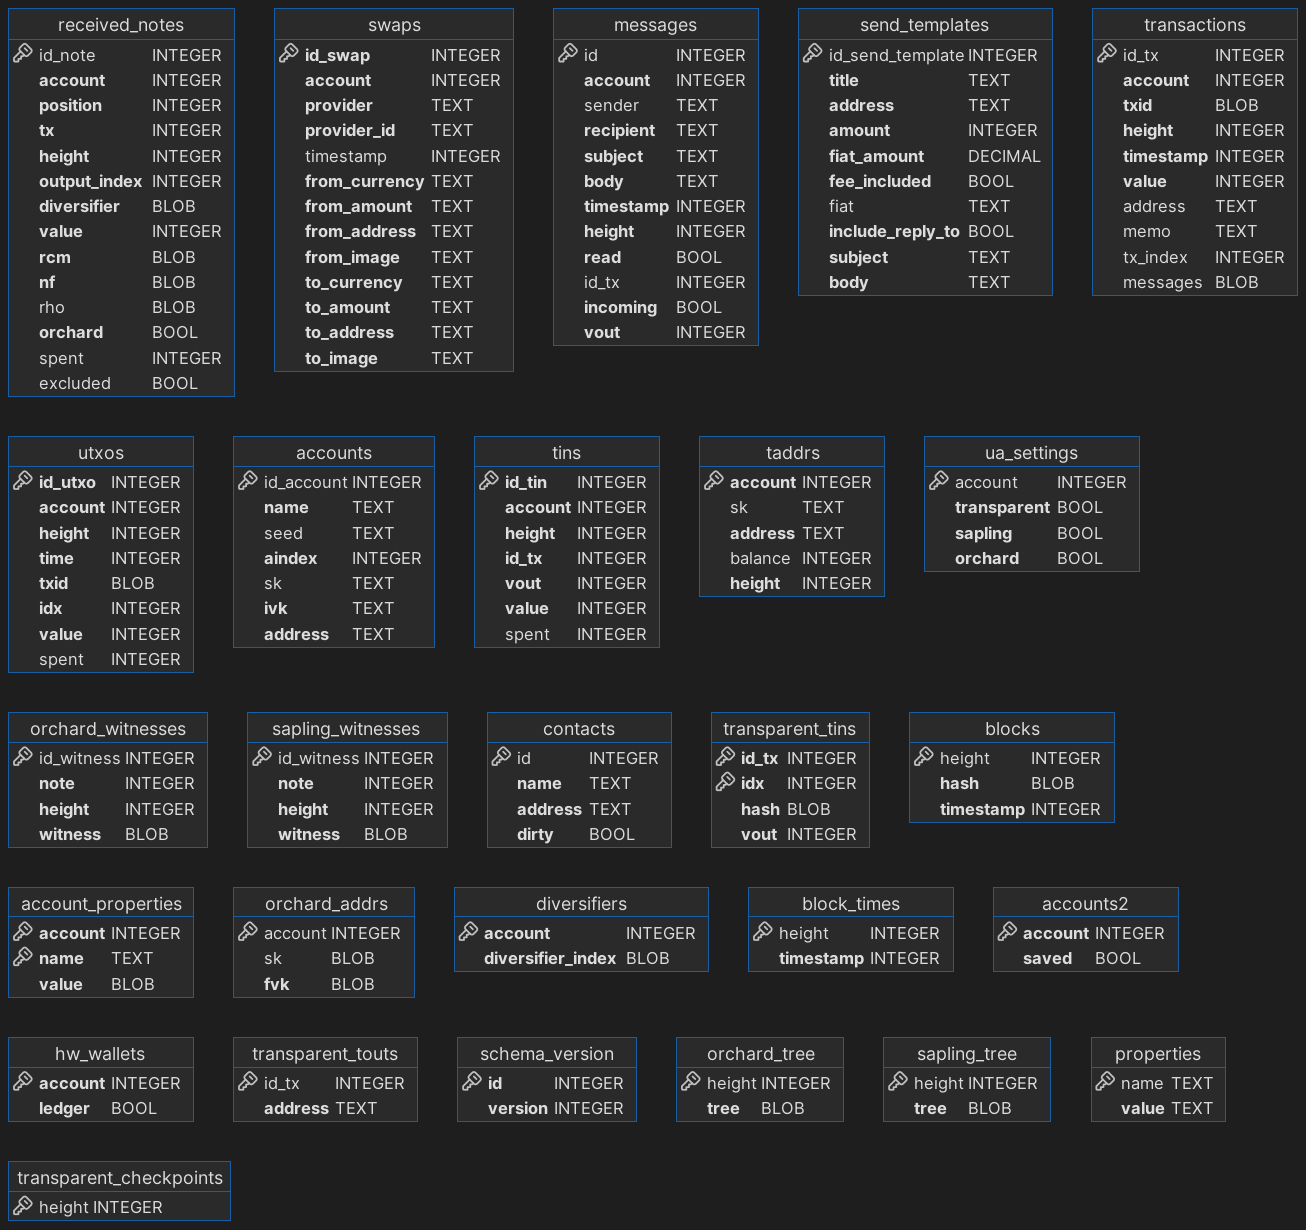 received_notes
id_note INTEGER
account INTEGER
position INTEGER
tx INTEGER
height INTEGER
output_index INTEGER
diversifier BLOB
value INTEGER
rcm BLOB
nf BLOB
rho BLOB
orchard BOOL
spent INTEGER
excluded BOOL
swaps
id_swap INTEGER
account INTEGER
provider TEXT
provider_id TEXT
timestamp INTEGER
from_currency TEXT
from_amount TEXT
from_address TEXT
from_image TEXT
to_currency TEXT
to_amount TEXT
to_address TEXT
to_image TEXT
messages
id INTEGER
account INTEGER
sender TEXT
recipient TEXT
subject TEXT
body TEXT
timestamp INTEGER
height INTEGER
read BOOL
id_tx INTEGER
incoming BOOL
vout INTEGER
send_templates
id_send_template INTEGER
title TEXT
address TEXT
amount INTEGER
fiat_amount DECIMAL
fee_included BOOL
fiat TEXT
include_reply_to BOOL
subject TEXT
body TEXT
transactions
id_tx INTEGER
account INTEGER
txid BLOB
height INTEGER
timestamp INTEGER
value INTEGER
address TEXT
memo TEXT
tx_index INTEGER
messages BLOB
utxos
id_utxo INTEGER
account INTEGER
height INTEGER
time INTEGER
txid BLOB
idx INTEGER
value INTEGER
spent INTEGER
accounts
id_account INTEGER
name TEXT
seed TEXT
aindex INTEGER
sk TEXT
ivk TEXT
address TEXT
tins
id_tin INTEGER
account INTEGER
height INTEGER
id_tx INTEGER
vout INTEGER
value INTEGER
spent INTEGER
taddrs
account INTEGER
sk TEXT
address TEXT
balance INTEGER
height INTEGER
ua_settings
account INTEGER
transparent BOOL
sapling BOOL
orchard BOOL
orchard_witnesses
id_witness INTEGER
note INTEGER
height INTEGER
witness BLOB
sapling_witnesses
id_witness INTEGER
note INTEGER
height INTEGER
witness BLOB
contacts
id INTEGER
name TEXT
address TEXT
dirty BOOL
transparent_tins
id_tx INTEGER
idx INTEGER
hash BLOB
vout INTEGER
blocks
height INTEGER
hash BLOB
timestamp INTEGER
account_properties
account INTEGER
name TEXT
value BLOB
orchard_addrs
account INTEGER
sk BLOB
fvk BLOB
diversifiers
account INTEGER
diversifier_index BLOB
block_times
height INTEGER
timestamp INTEGER
accounts2
account INTEGER
saved BOOL
hw_wallets
account INTEGER
ledger BOOL
transparent_touts
id_tx INTEGER
address TEXT
schema_version
id INTEGER
version INTEGER
orchard_tree
height INTEGER
tree BLOB
sapling_tree
height INTEGER
tree BLOB
properties
name TEXT
value TEXT
transparent_checkpoints
height INTEGER